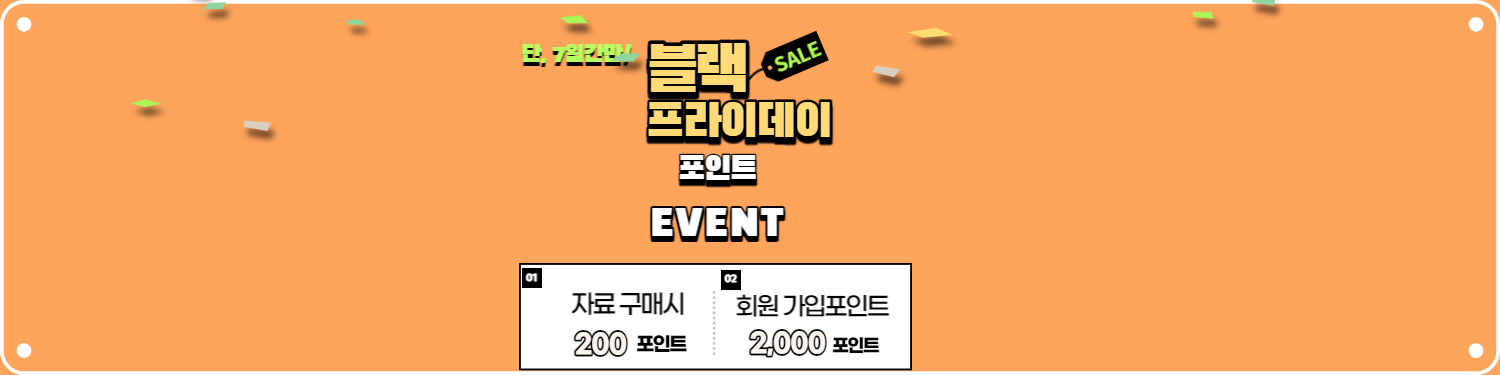 단, 7일간만!
블랙
SALE
프라이데이
포인트
EVENT
01
자료 구매시
200 포인트
02
회원 가입포인트
2,000 포인트